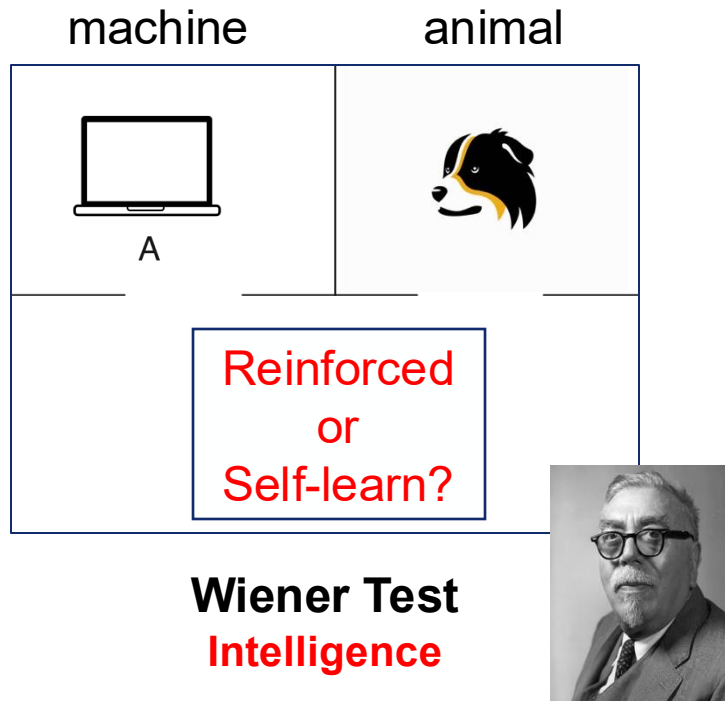 machine
animal
A
Reinforced
or
Self-learn?
Wiener Test
Intelligence